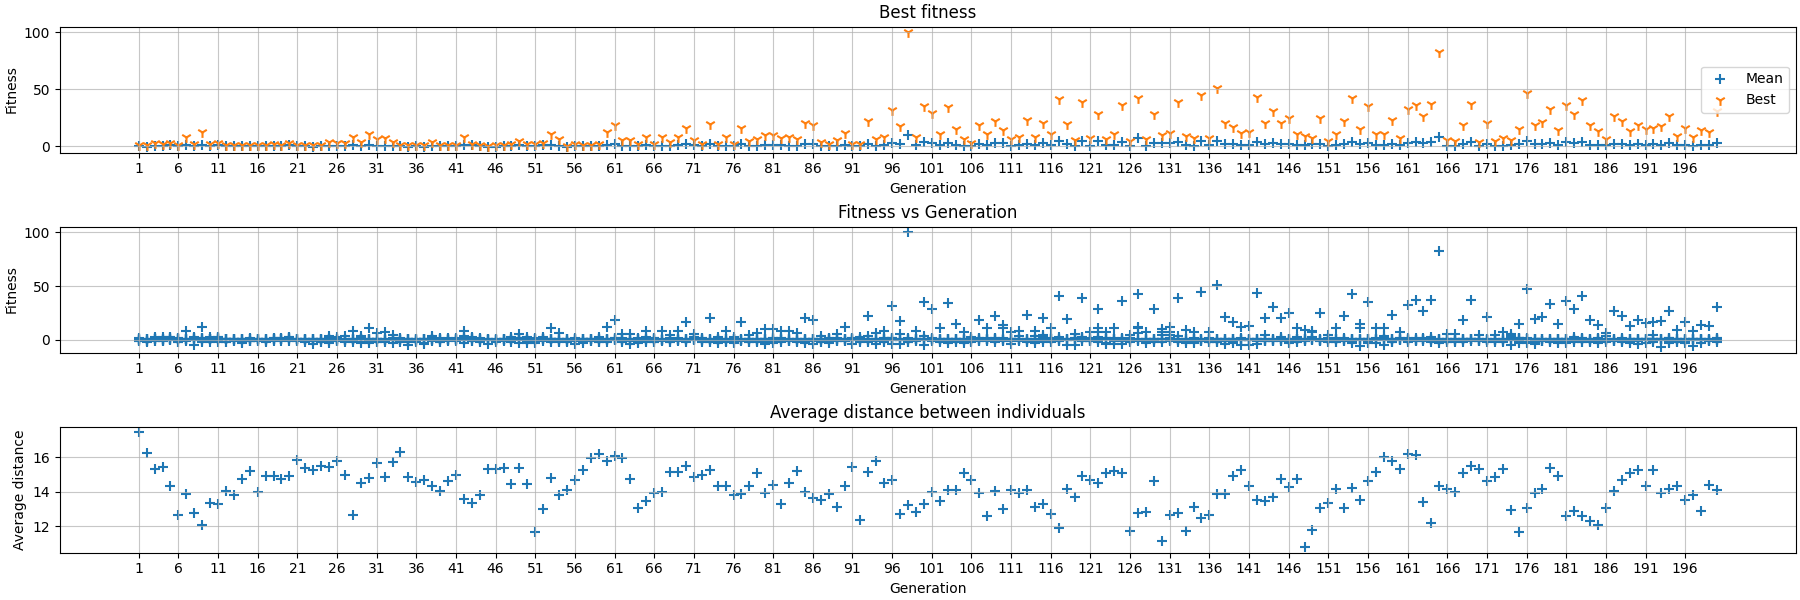 Best fitness
Fitness
100
50
0
Mean
Best
1 6 11 16 21 26 31 36 41 46 51 56 61 66 71 76 81 86 91 96 101 106 111 116 121 126 131 136 141 146 151 156 161 166 171 176 181 186 191 196
Generation
Fitness vs Generation
Fitness
100
50
0
1 6 11 16 21 26 31 36 41 46 51 56 61 66 71 76 81 86 91 96 101 106 111 116 121 126 131 136 141 146 151 156 161 166 171 176 181 186 191 196
Generation
Average distance between individuals
Average distance
16
14
12
1 6 11 16 21 26 31 36 41 46 51 56 61 66 71 76 81 86 91 96 101 106 111 116 121 126 131 136 141 146 151 156 161 166 171 176 181 186 191 196
Generation